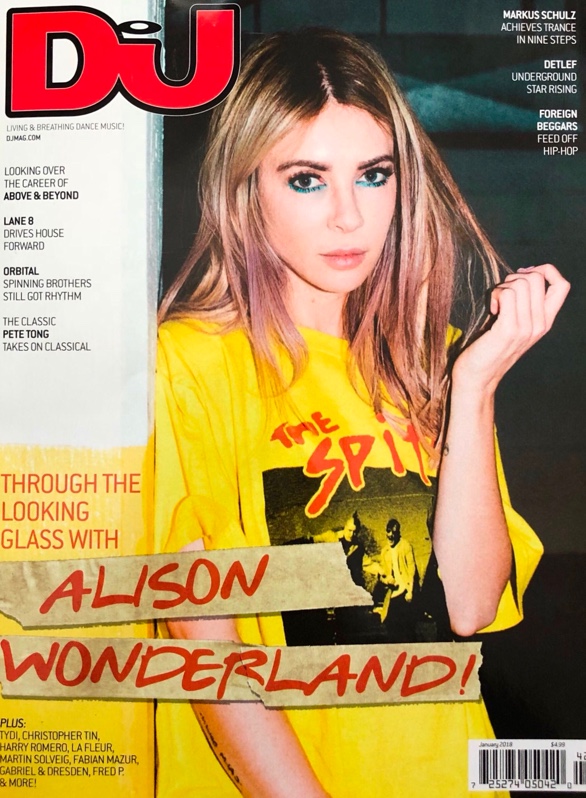 DJ
LIVING & BREATHING DANCE MUSIC!
DJMAG.COM
LOOKING OVER
THE CAREER OF
ABOVE & BEYOND
LANE 8
DRIVES HOUSE
FORWARD
ORBITAL
SPINNING BROTHERS
STILL GOT RHYTHM
THE CLASSIC
PETE TONG
TAKES ON CLASSICAL
MARKUS SCHULZ
ACHIEVES TRANCE
IN NINE STEPS
DETLEF
UNDERGROUND
STAR RISING
FOREIGN
BEGGARS
FEED OFF
HIP-HOP
THE
SPIT
THROUGH THE
LOOKING
GLASS WITH
ALISON
WONDERLAND!
PLUS:
TYDI, CHRISTOPHER TIN,
HARRY ROMERO, LA FLEUR,
MARTIN SOLVEIG, FABIAN MAZUR,
GABRIEL & DRESDEN, FRED P.
& MORE!
January 2018 $4.99
7 25274 05042 0